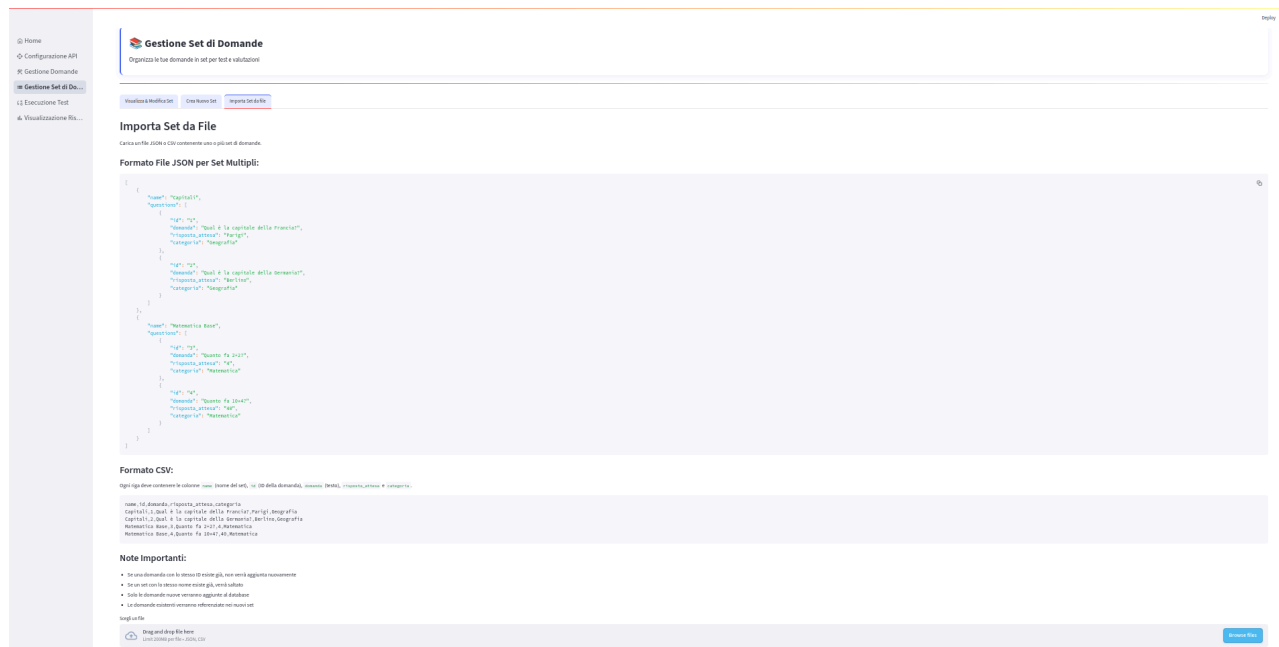 Deploy
Home
Configurazione API
Gestione Domande
Gestione Set di Do...
Esecuzione Test
Visualizzazione Ris...
Gestione Set di Domande
Organizza le tue domande in set per test e valutazioni
Visualizza & Modifica Set
Crea Nuovo Set
Importa Set da file
Importa Set da File
Carica un file JSON o CSV contenente uno o più set di domande.
Formato File JSON per Set Multipli:
[
{
"name": "Capitali",
"questions": [
{
"id": "1",
"domanda": "Qual è la capitale della Francia?",
"risposta_attesa": "Parigi",
"categoria": "Geografia"
},
{
"id":
"domanda": "Qual è la capitale della Germania?",
"risposta_attesa": "Berlino",
"categoria": "Geografia"
}
]
},
{
"name": "Matematica Base",
"questions": [
{
"id": "3",
"domanda": "Quanto fa 2+2?",
"risposta_attesa": "4",
"categoria": "Matematica"
},
{
"id": "4",
"domanda": "Quanto fa
"risposta_attesa": "40",
"categoria": "Matematica"
}
]
}
]
Formato CSV:
Ogni riga deve contenere le colonne name (nome del set), id (ID della domanda), domanda (testo), risposta_attesa e categoria.
name,id,domanda,risposta_attesa,categoria
Capitali,1,Qual è la capitale della Francia?,Parigi,Geografia
Capitali,2,Qual è la capitale della Germania?,Berlino,Geografia
Matematica Base,3,Quanto fa 2+2?,4,Matematica
Matematica Base,4,Quanto fa
Note Importanti:
• Se una domanda con lo stesso ID esiste già, non verrà aggiunta nuovamente
• Se un set con lo stesso nome esiste già, verrà saltato
• Solo le domande nuove verranno aggiunte al database
• Le domande esistenti verranno referenziate nei nuovi set
Scegli un file
Drag and drop file here
Limit 200MB per file • JSON, CSV
Browse files